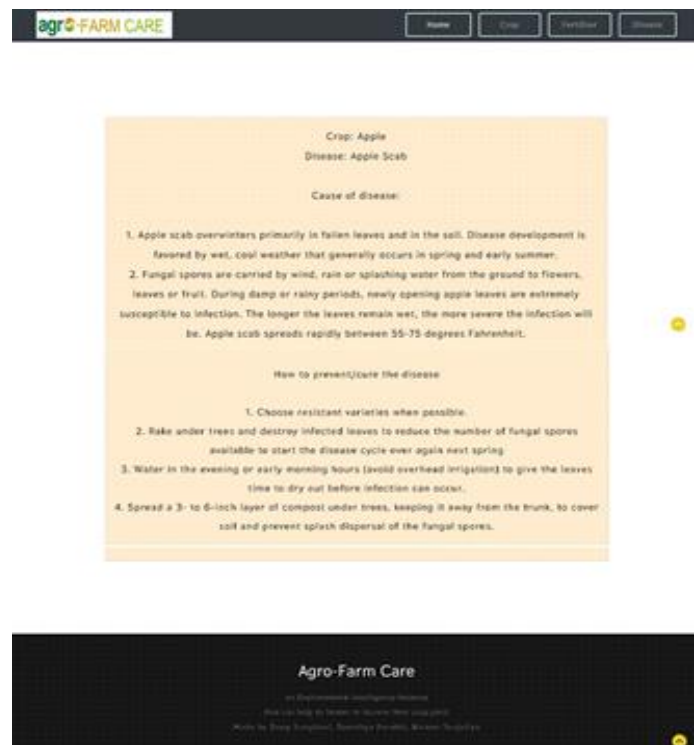 agro-FARM CARE
Home Crop Fertilizer Disease
Crop: Apple
Disease: Apple Scab
Cause of disease:
1. Apple scab overwinters primarily in fallen leaves and in the soil. Disease development is
favored by wet, cool weather that generally occurs in spring and early summer.
2. Fungal spores are carried by wind, rain or splashing water from the ground to flowers,
leaves or fruit. During damp or rainy periods, newly opening apple leaves are extremely
susceptible to infection. The longer the leaves remain wet, the more severe the infection will
be. Apple scab spreads rapidly between 55-75 degrees Fahrenheit.
How to prevent/cure the disease
1. Choose resistant varieties when possible.
2. Rake under trees and destroy infected leaves to reduce the number of fungal spores
available to start the disease cycle over again next spring
3. Water in the evening or early morning hours (avoid overhead irrigation) to give the leaves
time to dry out before infection can occur.
4. Spread a 3- to 6-inch layer of compost under trees, keeping it away from the trunk, to cover
soil and prevent splash dispersal of the fungal spores.
Agro-Farm Care